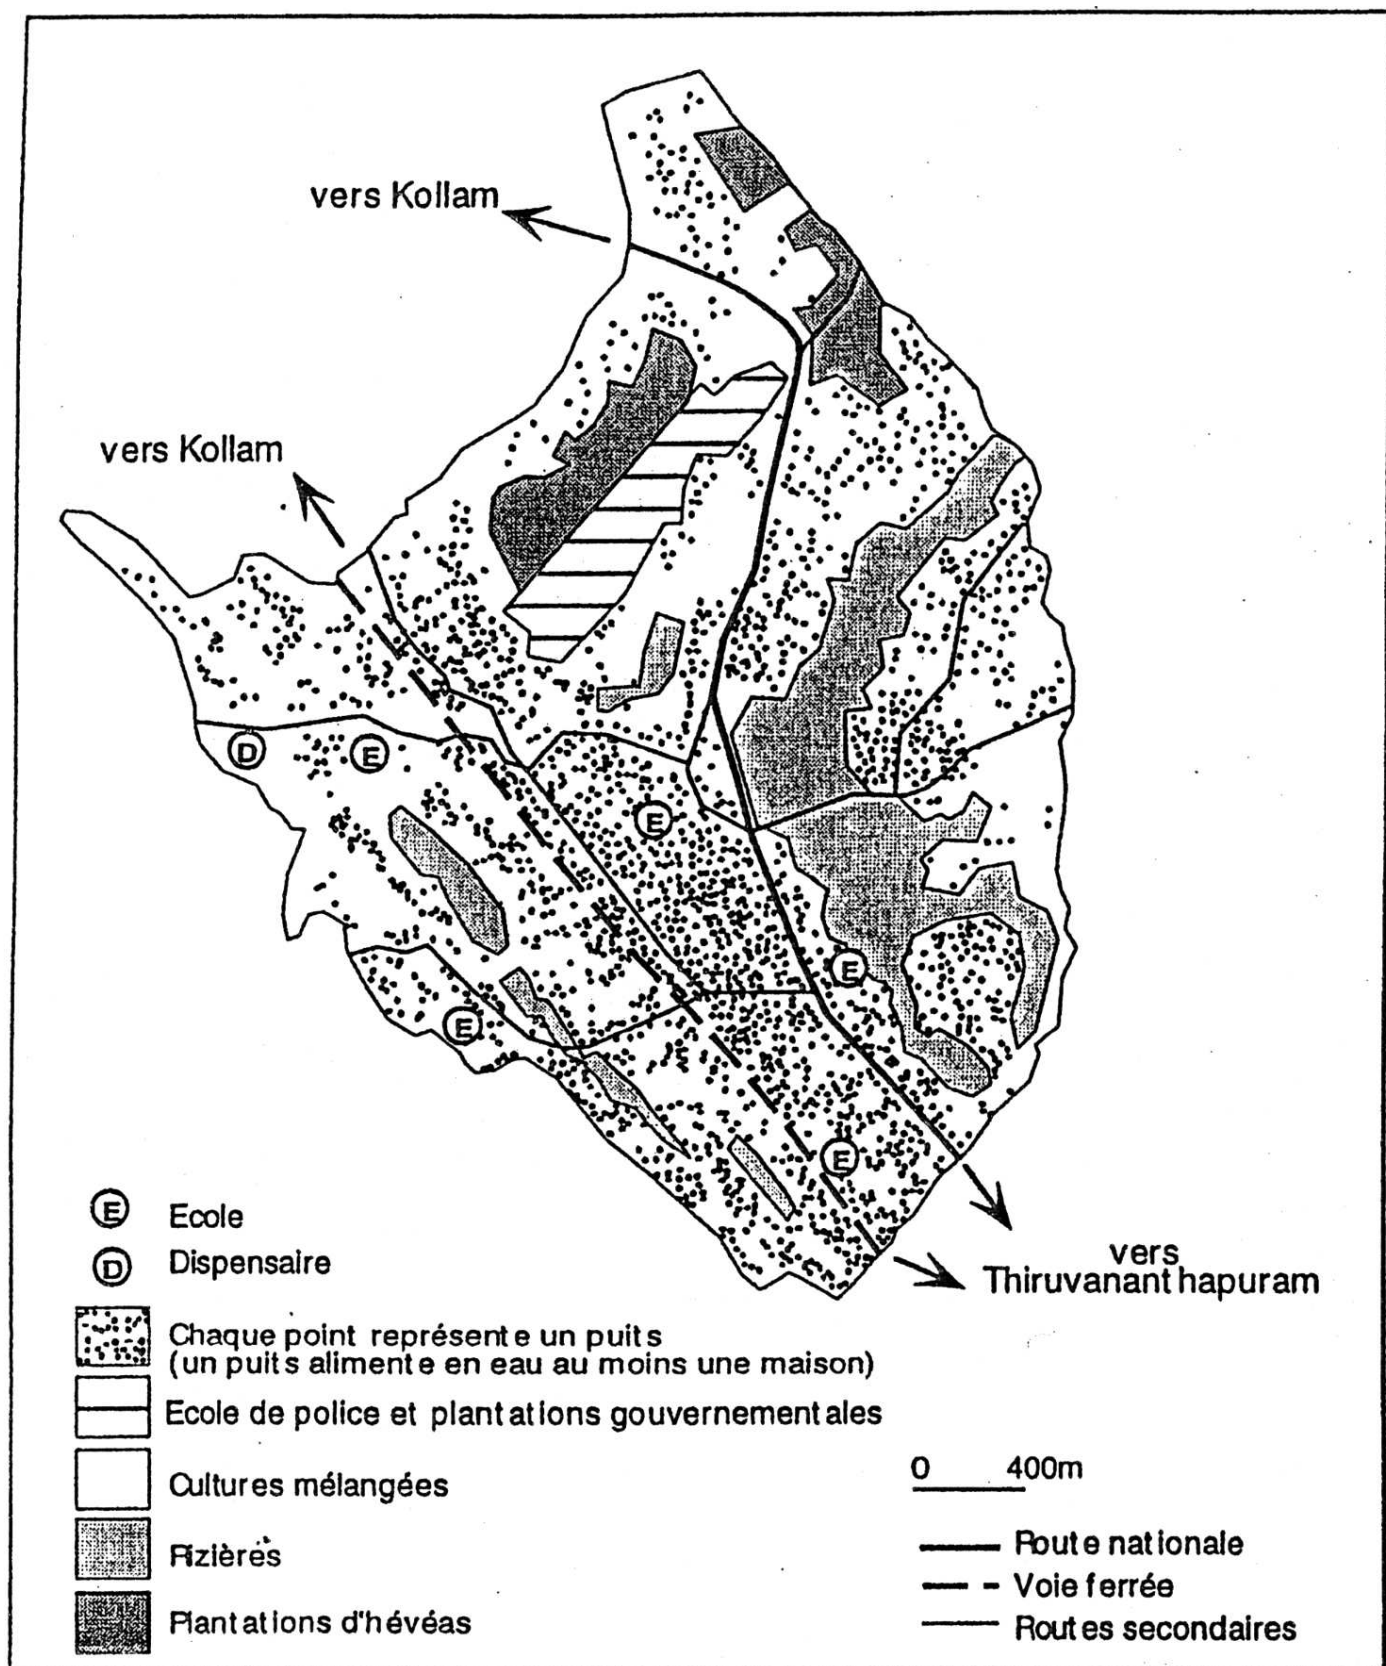 vers Kollam
vers Kollam
D
E
E
E
E
E
vers
Thiruvananthapuram
E Ecole
D Dispensaire
Chaque point représente un puits
(un puits alimente en eau au moins une maison)
Ecole de police et plantations gouvernementales
Cultures mélangées
Rizières
Plantations d'hévéas
0 400m
Route nationale
Voie ferrée
Routes secondaires